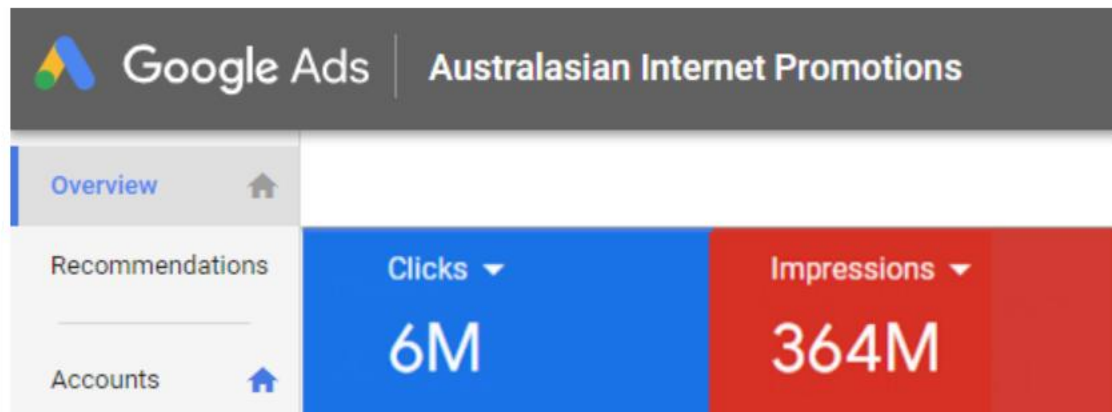 Google Ads Australasian Internet Promotions
Overview
Recommendations
Clicks Impressions
6M 364M
Accounts